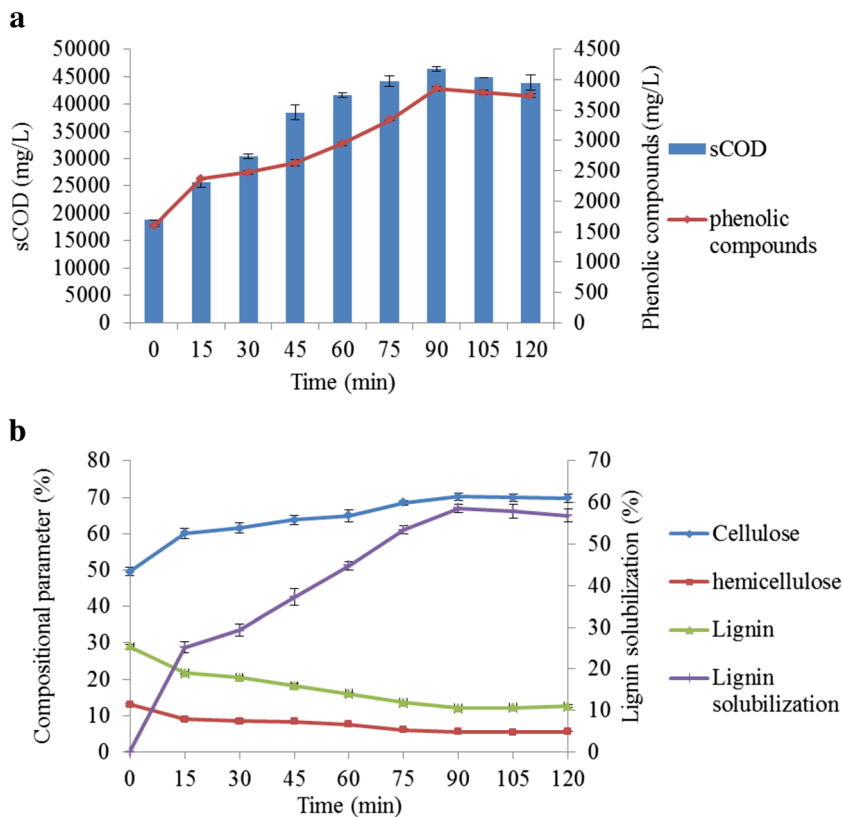 a
50000
45000
40000
35000
30000
25000
20000
15000
10000
5000
0
sCOD (mg/L)
4500
4000
3500
3000
2500
2000
1500
1000
500
0
Phenolic compounds (mg/L)
0 15 30 45 60 75 90 105 120
Time (min)
sCOD
phenolic
compounds
b
80
70
60
50
40
30
20
10
0
Compositional parameter (%)
70
60
50
40
30
20
10
0
Lignin solubilization (%)
0 15 30 45 60 75 90 105 120
Time (min)
Cellulose
hemicellulose
Lignin
Lignin
solubilization